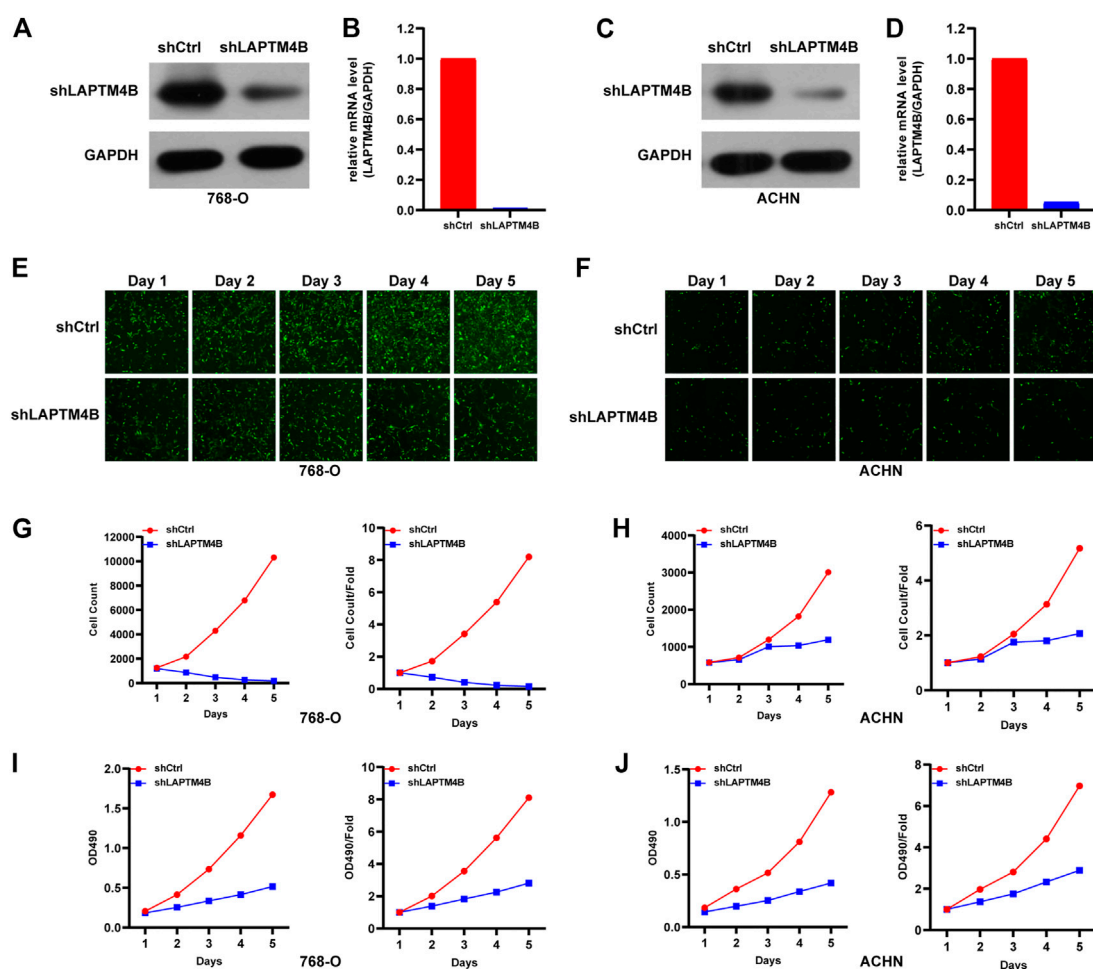 A
shCtrl shLAPTM4B
shLAPTM4B
GAPDH
768-O
B
relative mRNA level
(LAPTM4B/GAPDH)
1.2
1.0
0.8
0.6
0.4
0.2
0.0
shCtrl shLAPTM4B
C
shCtrl shLAPTM4B
shLAPTM4B
GAPDH
ACHN
D
relative mRNA level
(LAPTM4B/GAPDH)
1.2
1.0
0.8
0.6
0.4
0.2
0.0
shCtrl shLAPTM4B
E
Day 1 Day 2 Day 3 Day 4 Day 5
shCtrl
shLAPTM4B
768-O
F
Day 1 Day 2 Day 3 Day 4 Day 5
shCtrl
shLAPTM4B
ACHN
G
shCtrl
shLAPTM4B
Cell Count
12000
10000
8000
6000
4000
2000
0
1 2 3 4 5
Days
shCtrl
shLAPTM4B
Cell Coult/Fold
10
8
6
4
2
0
1 2 3 4 5
Days
768-O
H
shCtrl
shLAPTM4B
Cell Count
4000
3000
2000
1000
0
1 2 3 4 5
Days
shCtrl
shLAPTM4B
Cell Coult/Fold
6
4
2
0
1 2 3 4 5
Days
ACHN
I
shCtrl
shLAPTM4B
OD490
2.0
1.5
1.0
0.5
0.0
1 2 3 4 5
Days
shCtrl
shLAPTM4B
OD490/Fold
10
8
6
4
2
0
1 2 3 4 5
Days
768-O
J
shCtrl
shLAPTM4B
OD490
1.5
1.0
0.5
0.0
1 2 3 4 5
Days
shCtrl
shLAPTM4B
OD490/Fold
8
6
4
2
0
1 2 3 4 5
Days
ACHN